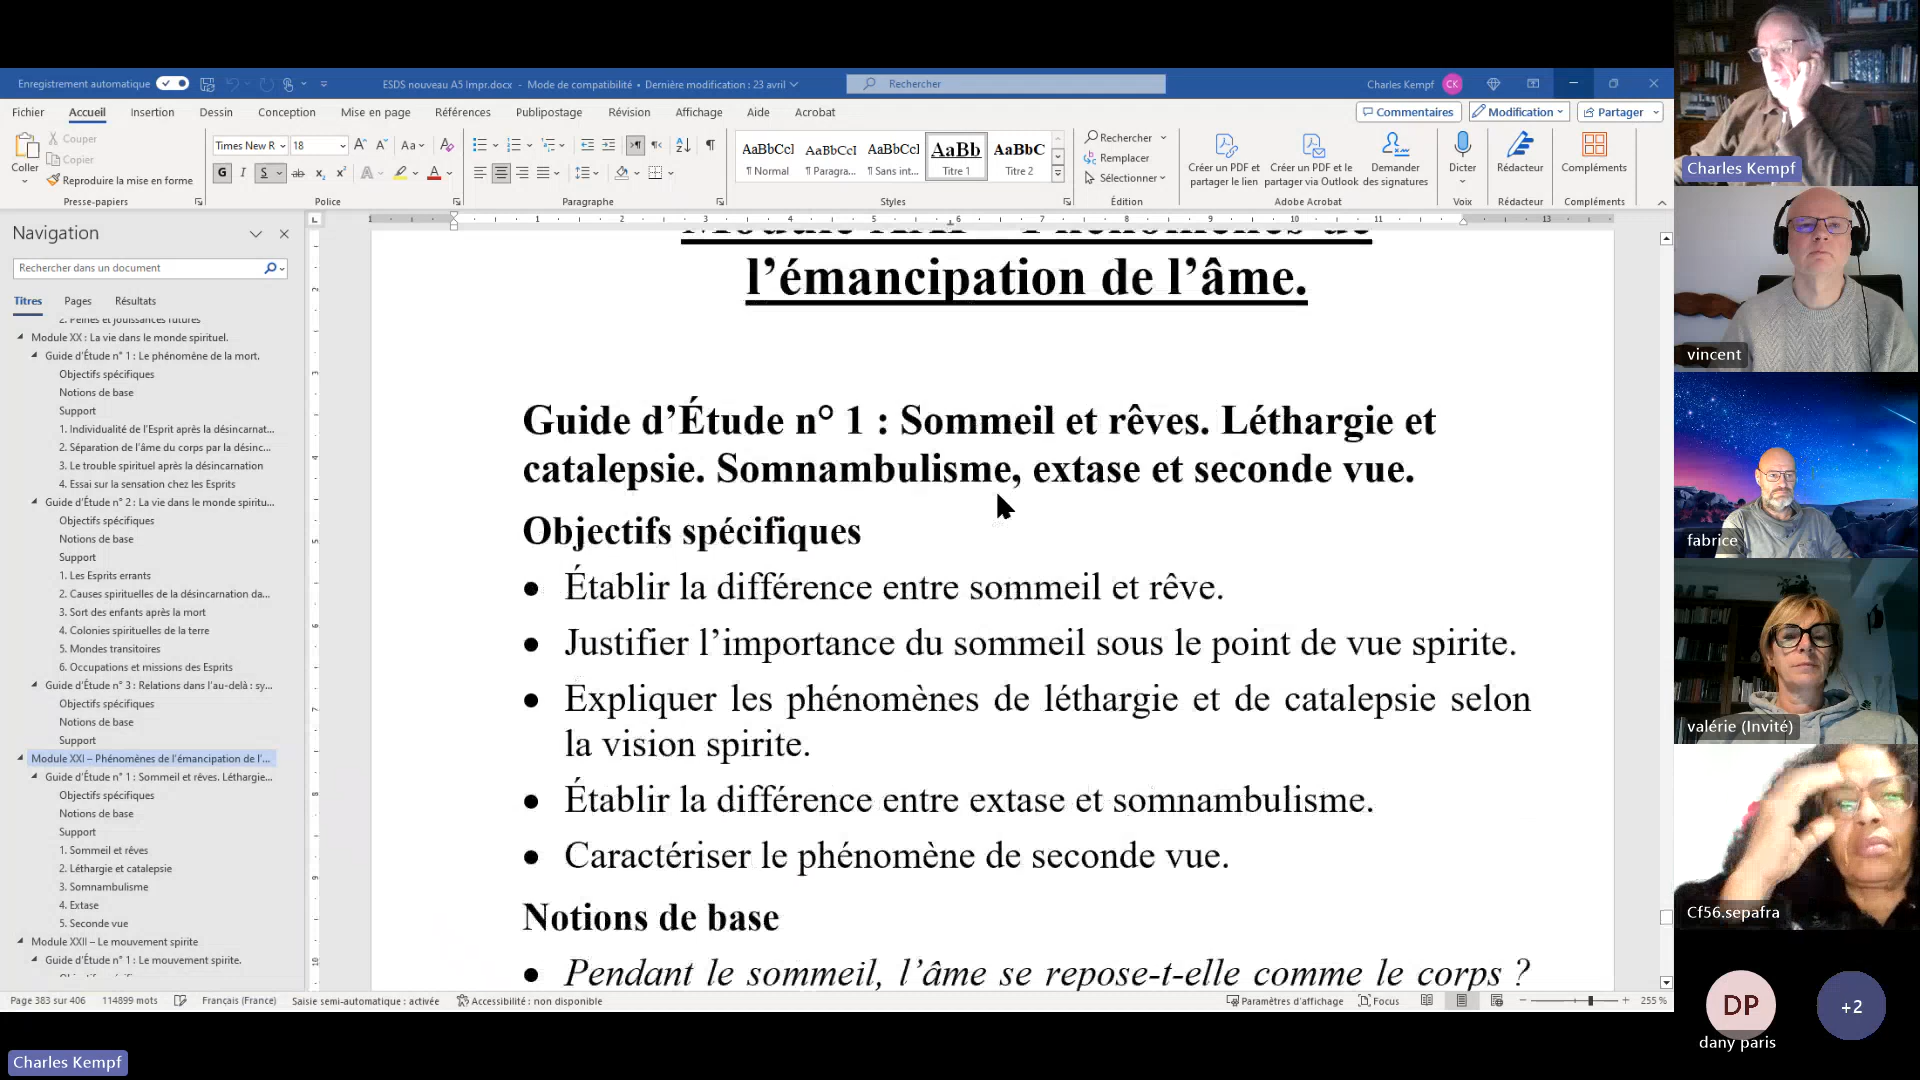 Enregistrement automatique
ESDS nouveau A5 Impr.docx - Mode de compatibilité • Dernière modification : 23 avril
Rechercher
Charles Kempf CK
Fichier Accueil Insertion Dessin Conception Mise en page Références Publipostage Révision Affichage Aide Acrobat
Commentaires Modification Partager
Coller
Couper
Copier
Reproduire la mise en forme
Presse-papiers
Times New R 18
Police
Paragraphe
AaBbCcl AaBbCcl AaBbCcl AaBb AaBbC
¶ Normal ¶ Paragra... ¶ Sans int... Titre 1 Titre 2
Styles
Rechercher
Remplacer
Sélectionner
Édition
Créer un PDF et partager le lien
Créer un PDF et partager via Outlook
Demander des signatures
Adobe Acrobat
Dicter
Voix
Rédacteur
Rédacteur
Compléments
Compléments
Navigation
Rechercher dans un document
Titres Pages Résultats
2. Peines et jouissances futures
Module XX : La vie dans le monde spirituel.
Guide d'Étude n° 1 : Le phénomène de la mort.
Objectifs spécifiques
Notions de base
Support
1. Individualité de l'Esprit après la désincarnat...
2. Séparation de l'âme du corps par la désinc...
3. Le trouble spirituel après la désincarnation
4. Essai sur la sensation chez les Esprits
Guide d'Étude n° 2 : La vie dans le monde spiritu...
Objectifs spécifiques
Notions de base
Support
1. Les Esprits errants
2. Causes spirituelles de la désincarnation da...
3. Sort des enfants après la mort
4. Colonies spirituelles de la terre
5. Mondes transitoires
6. Occupations et missions des Esprits
Guide d'Étude n° 3 : Relations dans l'au-delà : sy...
Objectifs spécifiques
Notions de base
Support
Module XXI – Phénomènes de l'émancipation de l'...
Guide d'Étude n° 1 : Sommeil et rêves. Léthargie...
Objectifs spécifiques
Notions de base
Support
1. Sommeil et rêves
2. Léthargie et catalepsie
3. Somnambulisme
4. Extase
5. Seconde vue
Module XXII – Le mouvement spirite
Guide d'Étude n° 1 : Le mouvement spirite.
Module XXI – Phénomènes de
l'émancipation de l'âme.
Guide d'Étude n° 1 : Sommeil et rêves. Léthargie et
catalepsie. Somnambulisme, extase et seconde vue.
Objectifs spécifiques
• Établir la différence entre sommeil et rêve.
• Justifier l'importance du sommeil sous le point de vue spirite.
• Expliquer les phénomènes de léthargie et de catalepsie selon
la vision spirite.
• Établir la différence entre extase et somnambulisme.
• Caractériser le phénomène de seconde vue.
Notions de base
• Pendant le sommeil, l'âme se repose-t-elle comme le corps ?
Page 383 sur 406 114899 mots Français (France) Saisie semi-automatique : activée Accessibilité : non disponible
Paramètres d'affichage Focus 255 %
Charles Kempf
vincent
fabrice
valérie (Invité)
Cf56.sepafra
DP
dany paris
+2
Charles Kempf